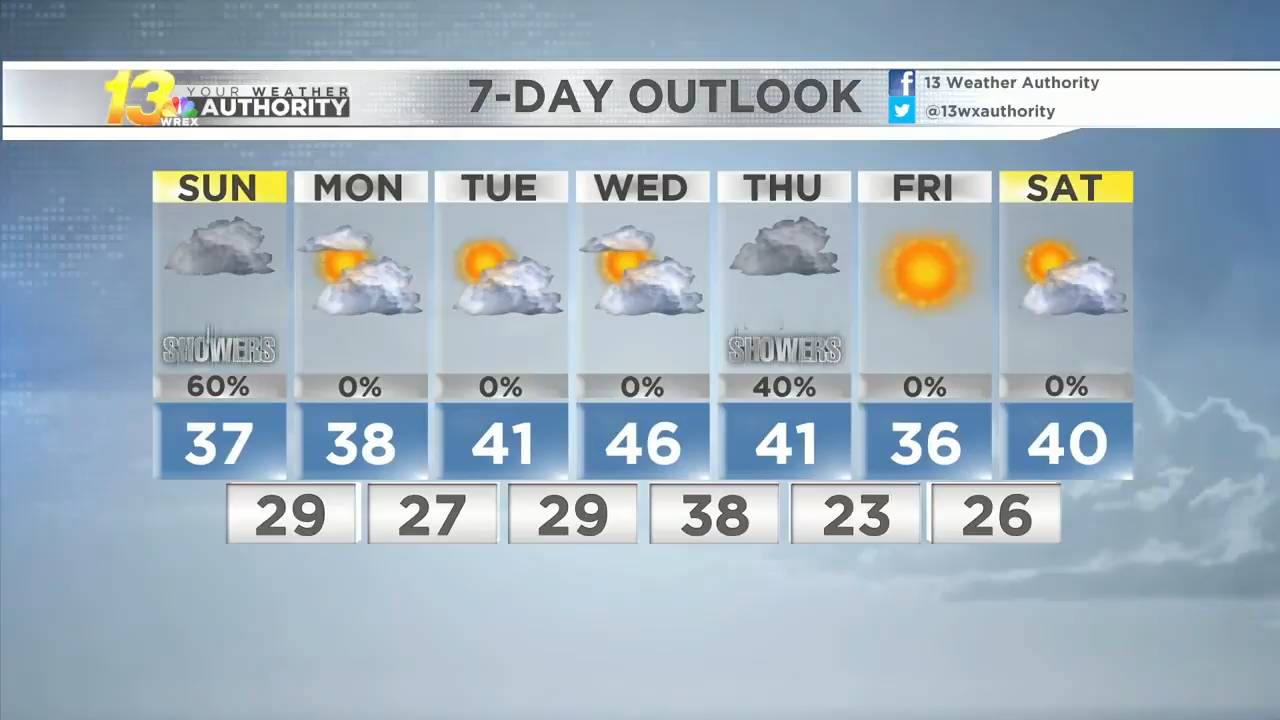 13 YOUR WEATHER
AUTHORITY
WREX
7-DAY OUTLOOK
f 13 Weather Authority
@13wxauthority
SUN MON TUE WED THU FRI SAT
SHOWERS SHOWERS
60% 0% 0% 0% 40% 0% 0%
37 38 41 46 41 36 40
29 27 29 38 23 26